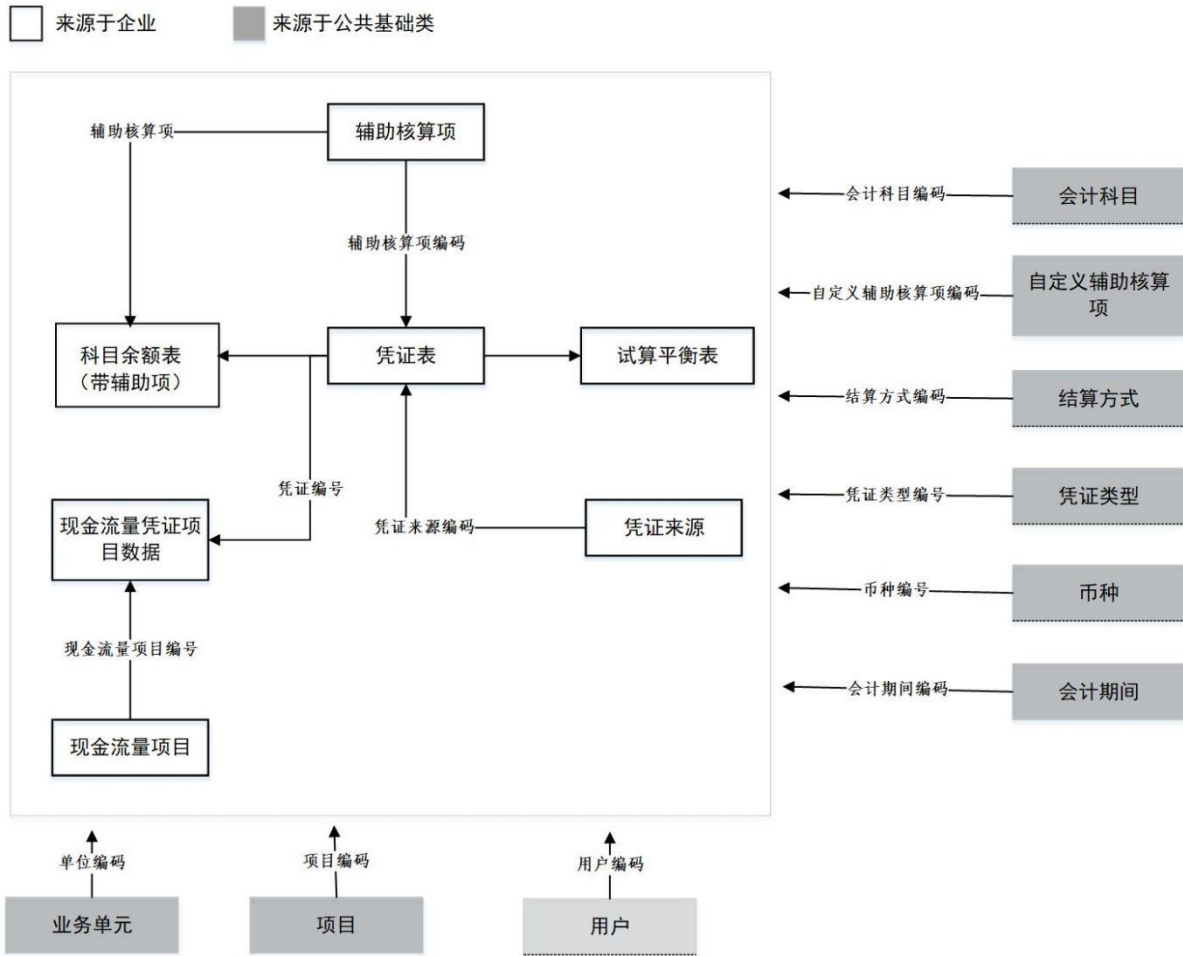 来源于企业
来源于公共基础类
辅助核算项
辅助核算项
辅助核算项编码
会计科目编码
会计科目
自定义辅助核算项编码
自定义辅助核算
项
科目余额表
（带辅助项）
凭证表
试算平衡表
结算方式编码
结算方式
凭证编号
凭证类型编号
凭证类型
现金流量凭证项
目数据
凭证来源编码
凭证来源
币种编号
币种
现金流量项目编号
会计期间编码
会计期间
现金流量项目
单位编码
项目编码
用户编码
业务单元
项目
用户